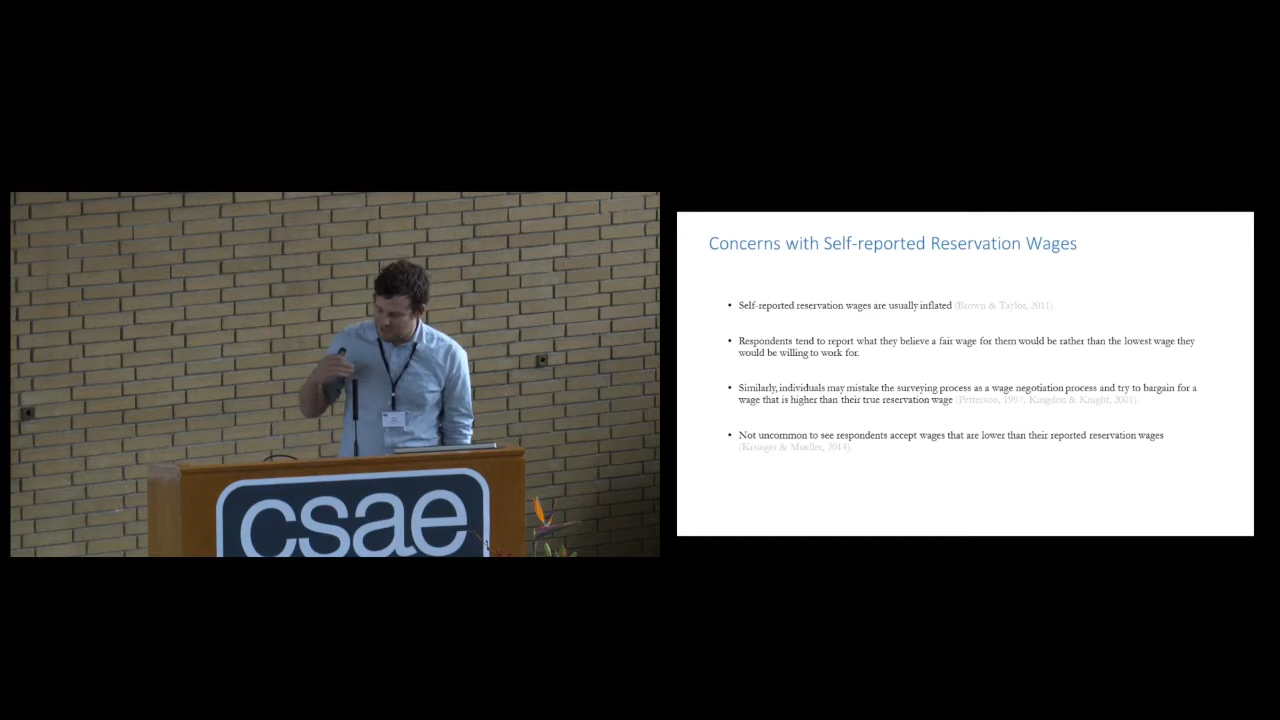 csae
Concerns with Self-reported Reservation Wages
• Self-reported reservation wages are usually inflated (Brown & Taylor, 2011).
• Respondents tend to report what they believe a fair wage for them would be rather than the lowest wage they
would be willing to work for.
• Similarly, individuals may mistake the surveying process as a wage negotiation process and try to bargain for a
wage that is higher than their true reservation wage (Petterson, 1997; Kingdon & Knight, 2001).
• Not uncommon to see respondents accept wages that are lower than their reported reservation wages
(Krueger & Mueller, 2014).